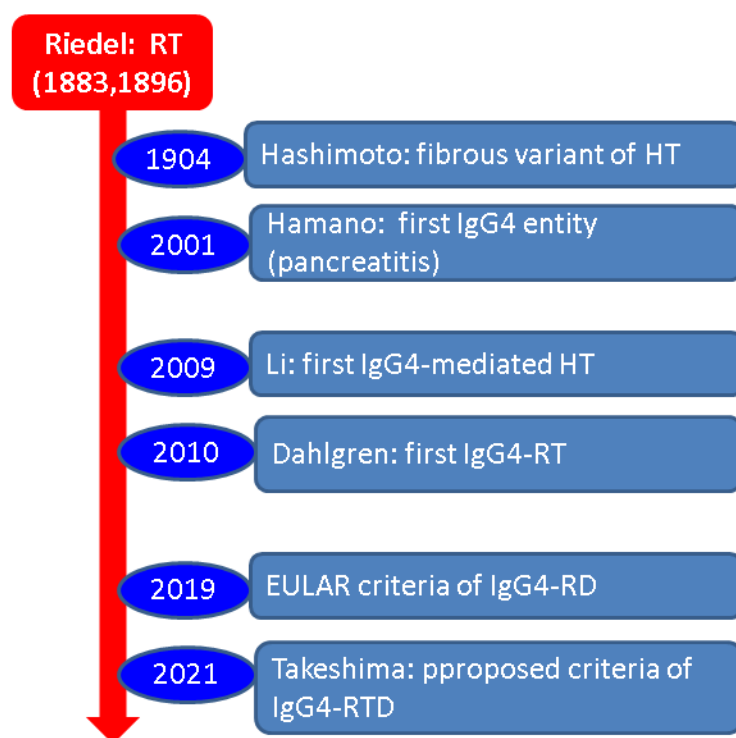 Riedel: RT
(1883,1896)
1904
Hashimoto: fibrous variant of HT
2001
Hamano: first IgG4 entity
(pancreatitis)
2009
Li: first IgG4-mediated HT
2010
Dahlgren: first IgG4-RT
2019
EULAR criteria of IgG4-RD
2021
Takeshima: pproposed criteria of
IgG4-RTD